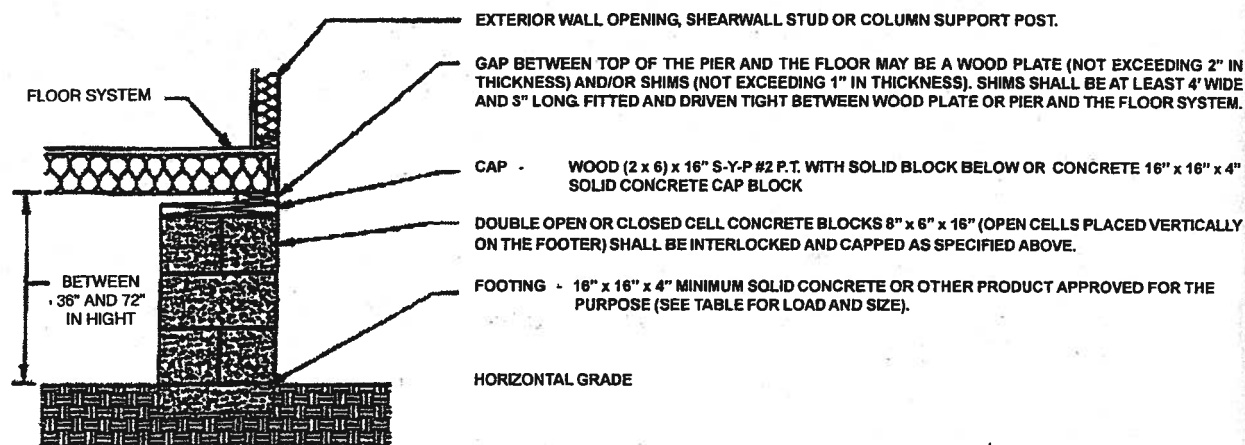 EXTERIOR WALL OPENING, SHEARWALL STUD OR COLUMN SUPPORT POST.
GAP BETWEEN TOP OF THE PIER AND THE FLOOR MAY BE A WOOD PLATE (NOT EXCEEDING 2" IN
THICKNESS) AND/OR SHIMS (NOT EXCEEDING 1" IN THICKNESS). SHIMS SHALL BE AT LEAST 4' WIDE
AND 3" LONG. FITTED AND DRIVEN TIGHT BETWEEN WOOD PLATE OR PIER AND THE FLOOR SYSTEM.
FLOOR SYSTEM
CAP - WOOD (2 x 6) x 16" S-Y-P #2 P.T. WITH SOLID BLOCK BELOW OR CONCRETE 16" x 16" x 4"
SOLID CONCRETE CAP BLOCK
DOUBLE OPEN OR CLOSED CELL CONCRETE BLOCKS 8" x 6" x 16" (OPEN CELLS PLACED VERTICALLY
ON THE FOOTER) SHALL BE INTERLOCKED AND CAPPED AS SPECIFIED ABOVE.
BETWEEN
36" AND 72"
IN HIGHT
FOOTING - 16" x 16" x 4" MINIMUM SOLID CONCRETE OR OTHER PRODUCT APPROVED FOR THE
PURPOSE (SEE TABLE FOR LOAD AND SIZE).
HORIZONTAL GRADE